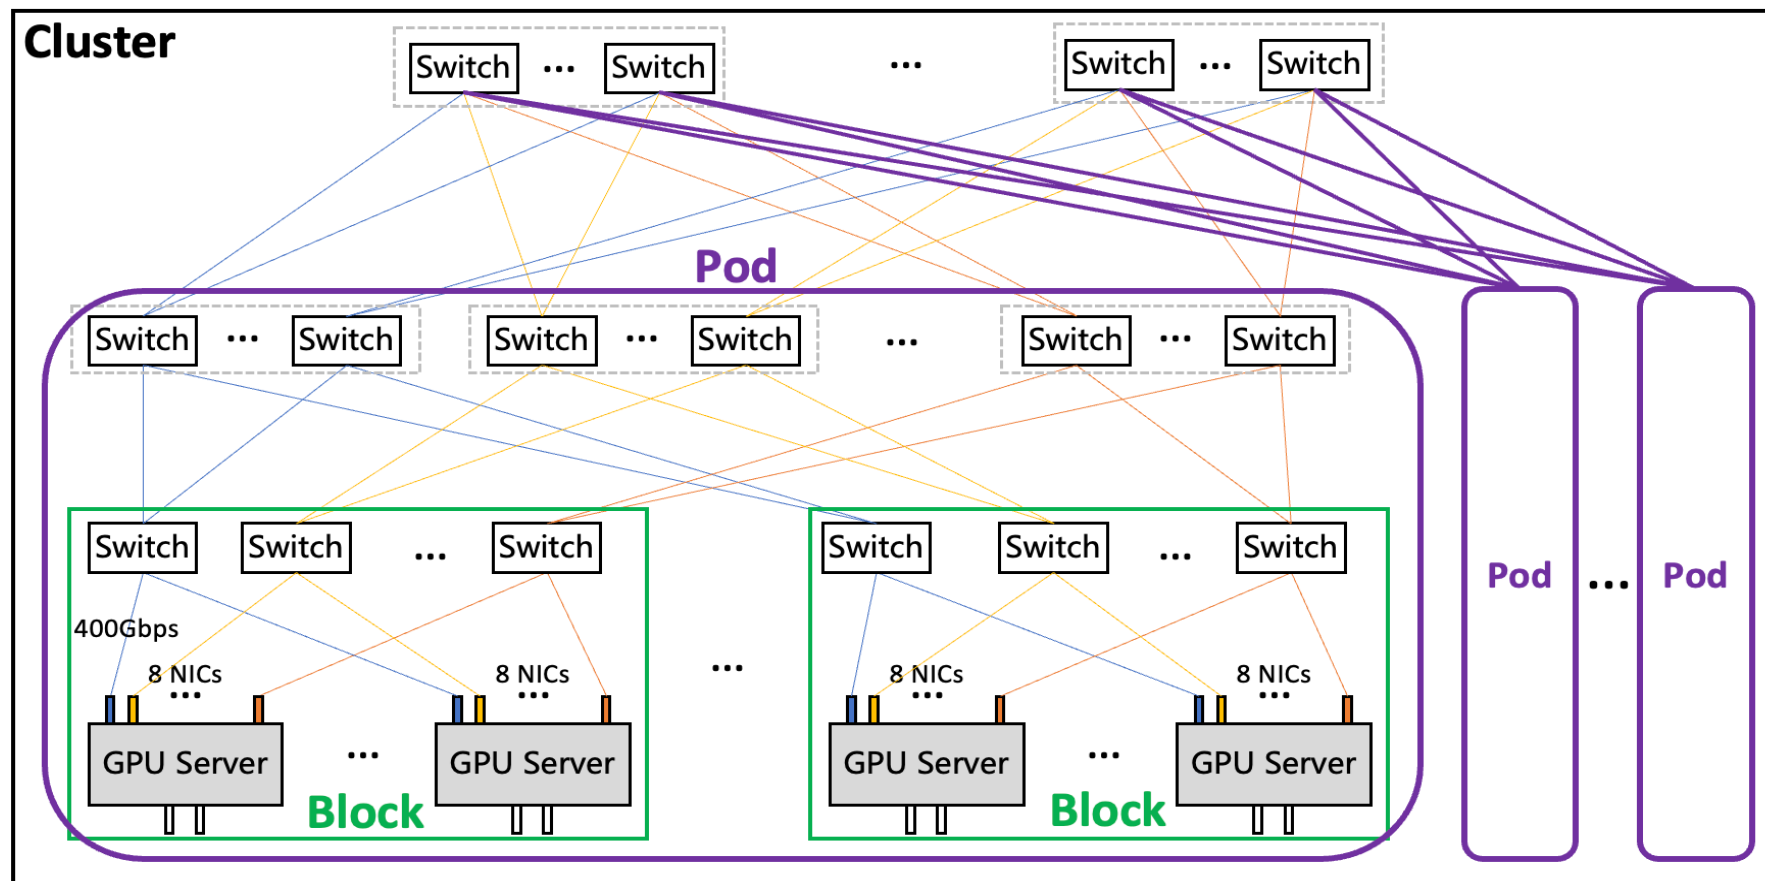 Cluster
Switch ... Switch ... Switch ... Switch
Pod
Switch ... Switch Switch ... Switch ... Switch ... Switch
Switch Switch ... Switch Switch Switch ... Switch
Pod ... Pod
400Gbps
8 NICs 8 NICs 8 NICs 8 NICs
... ... ... ... ...
GPU Server ... GPU Server GPU Server ... GPU Server
Block Block